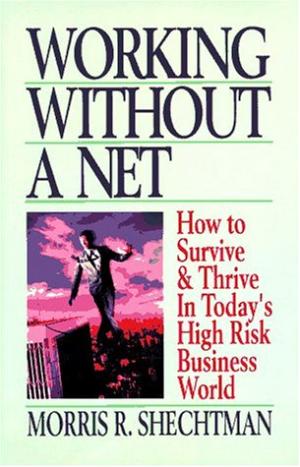 WORKING
WITHOUT
A NET
How to
Survive
& Thrive
In Today's
High Risk
Business
World
MORRIS R. SHECHTMAN